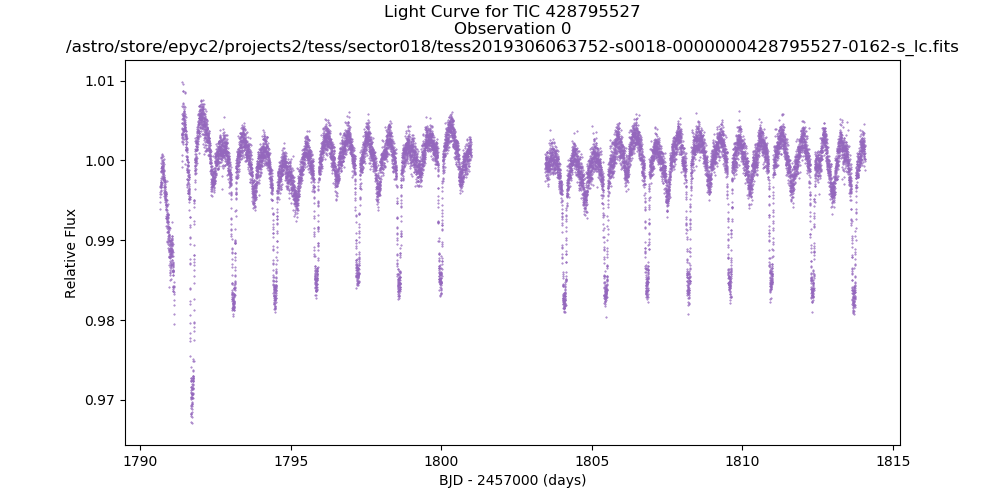 Light Curve for TIC 428795527
Observation 0
/astro/store/epyc2/projects2/tess/sector018/tess2019306063752-s0018-0000000428795527-0162-s_lc.fits
1.01
1.00
0.99
0.98
0.97
Relative Flux
1790
1795
1800
1805
1810
1815
BJD - 2457000 (days)